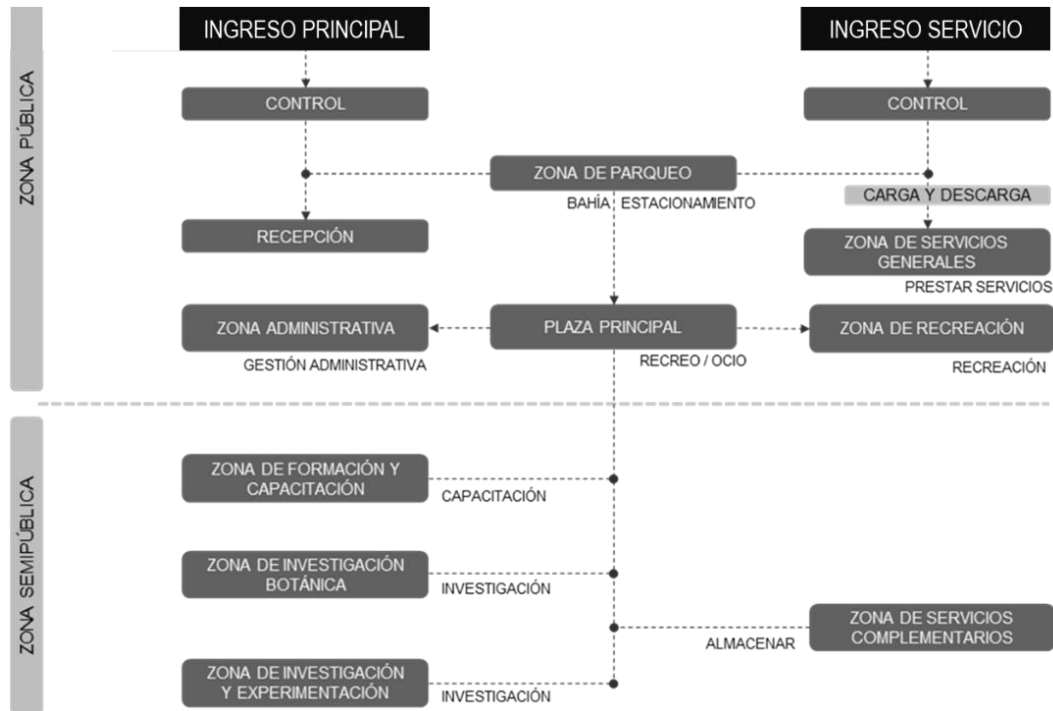 INGRESO PRINCIPAL
INGRESO SERVICIO
ZONA PÚBLICA
CONTROL
CONTROL
ZONA DE PARQUEO
BAHÍA
ESTACIONAMIENTO
CARGA Y DESCARGA
RECEPCIÓN
ZONA DE SERVICIOS
GENERALES
PRESTAR SERVICIOS
ZONA ADMINISTRATIVA
GESTIÓN ADMINISTRATIVA
PLAZA PRINCIPAL
RECREO / OCIO
ZONA DE RECREACIÓN
RECREACIÓN
ZONA SEMIPÚBLICA
ZONA DE FORMACIÓN Y
CAPACITACIÓN
CAPACITACIÓN
ZONA DE INVESTIGACIÓN
BOTÁNICA
INVESTIGACIÓN
ZONA DE SERVICIOS
COMPLEMENTARIOS
ALMACENAR
ZONA DE INVESTIGACIÓN
Y EXPERIMENTACIÓN
INVESTIGACIÓN